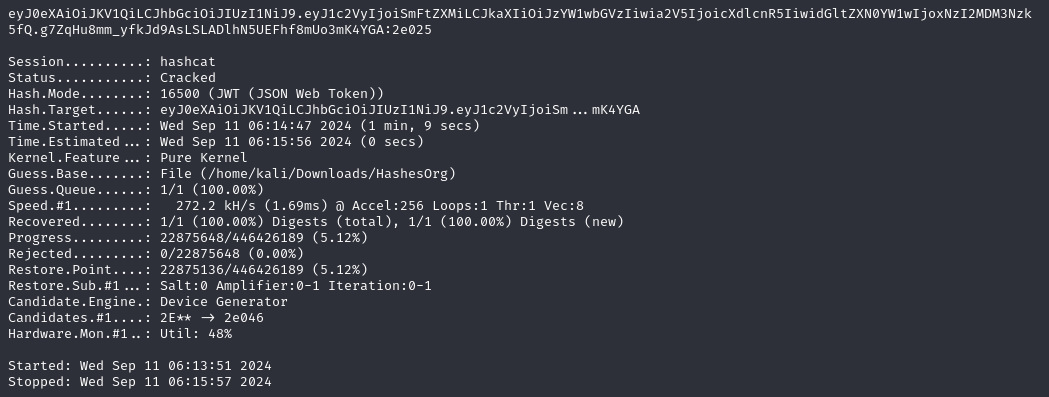 eyJ0eXAiOiJKV1QiLCJhbGciOiJIUzI1NiJ9.eyJ1c2VyIjoiSmFtZXMiLCJkaXIiOiJzYW1wbGVzIiwia2V5IjoicXdlcnR5IiwidGltZXN0YW1wIjoxNzI2MDM3Nzk
5fQ.g7ZqHu8mm_yfkJd9AsLSLADlhN5UEFhf8mUo3mK4YGA:2e025
Session..........: hashcat
Status...........: Cracked
Hash.Mode........: 16500 (JWT (JSON Web Token))
Hash.Target......: eyJ0eXAiOiJKV1QiLCJhbGciOiJIUzI1NiJ9.eyJ1c2VyIjoiSm...mK4YGA
Time.Started.....: Wed Sep 11 06:14:47 2024 (1 min, 9 secs)
Time.Estimated...: Wed Sep 11 06:15:56 2024 (0 secs)
Kernel.Feature...: Pure Kernel
Guess.Base.......: File (/home/kali/Downloads/HashesOrg)
Guess.Queue......: 1/1 (100.00%)
Speed.#1.........:   272.2 kH/s (1.69ms) @ Accel:256 Loops:1 Thr:1 Vec:8
Recovered........: 1/1 (100.00%) Digests (total), 1/1 (100.00%) Digests (new)
Progress.........: 22875648/446426189 (5.12%)
Rejected.........: 0/22875648 (0.00%)
Restore.Point....: 22875136/446426189 (5.12%)
Restore.Sub.#1...: Salt:0 Amplifier:0-1 Iteration:0-1
Candidate.Engine.: Device Generator
Candidates.#1....: 2E** -> 2e046
Hardware.Mon.#1..: Util: 48%
Started: Wed Sep 11 06:13:51 2024
Stopped: Wed Sep 11 06:15:57 2024